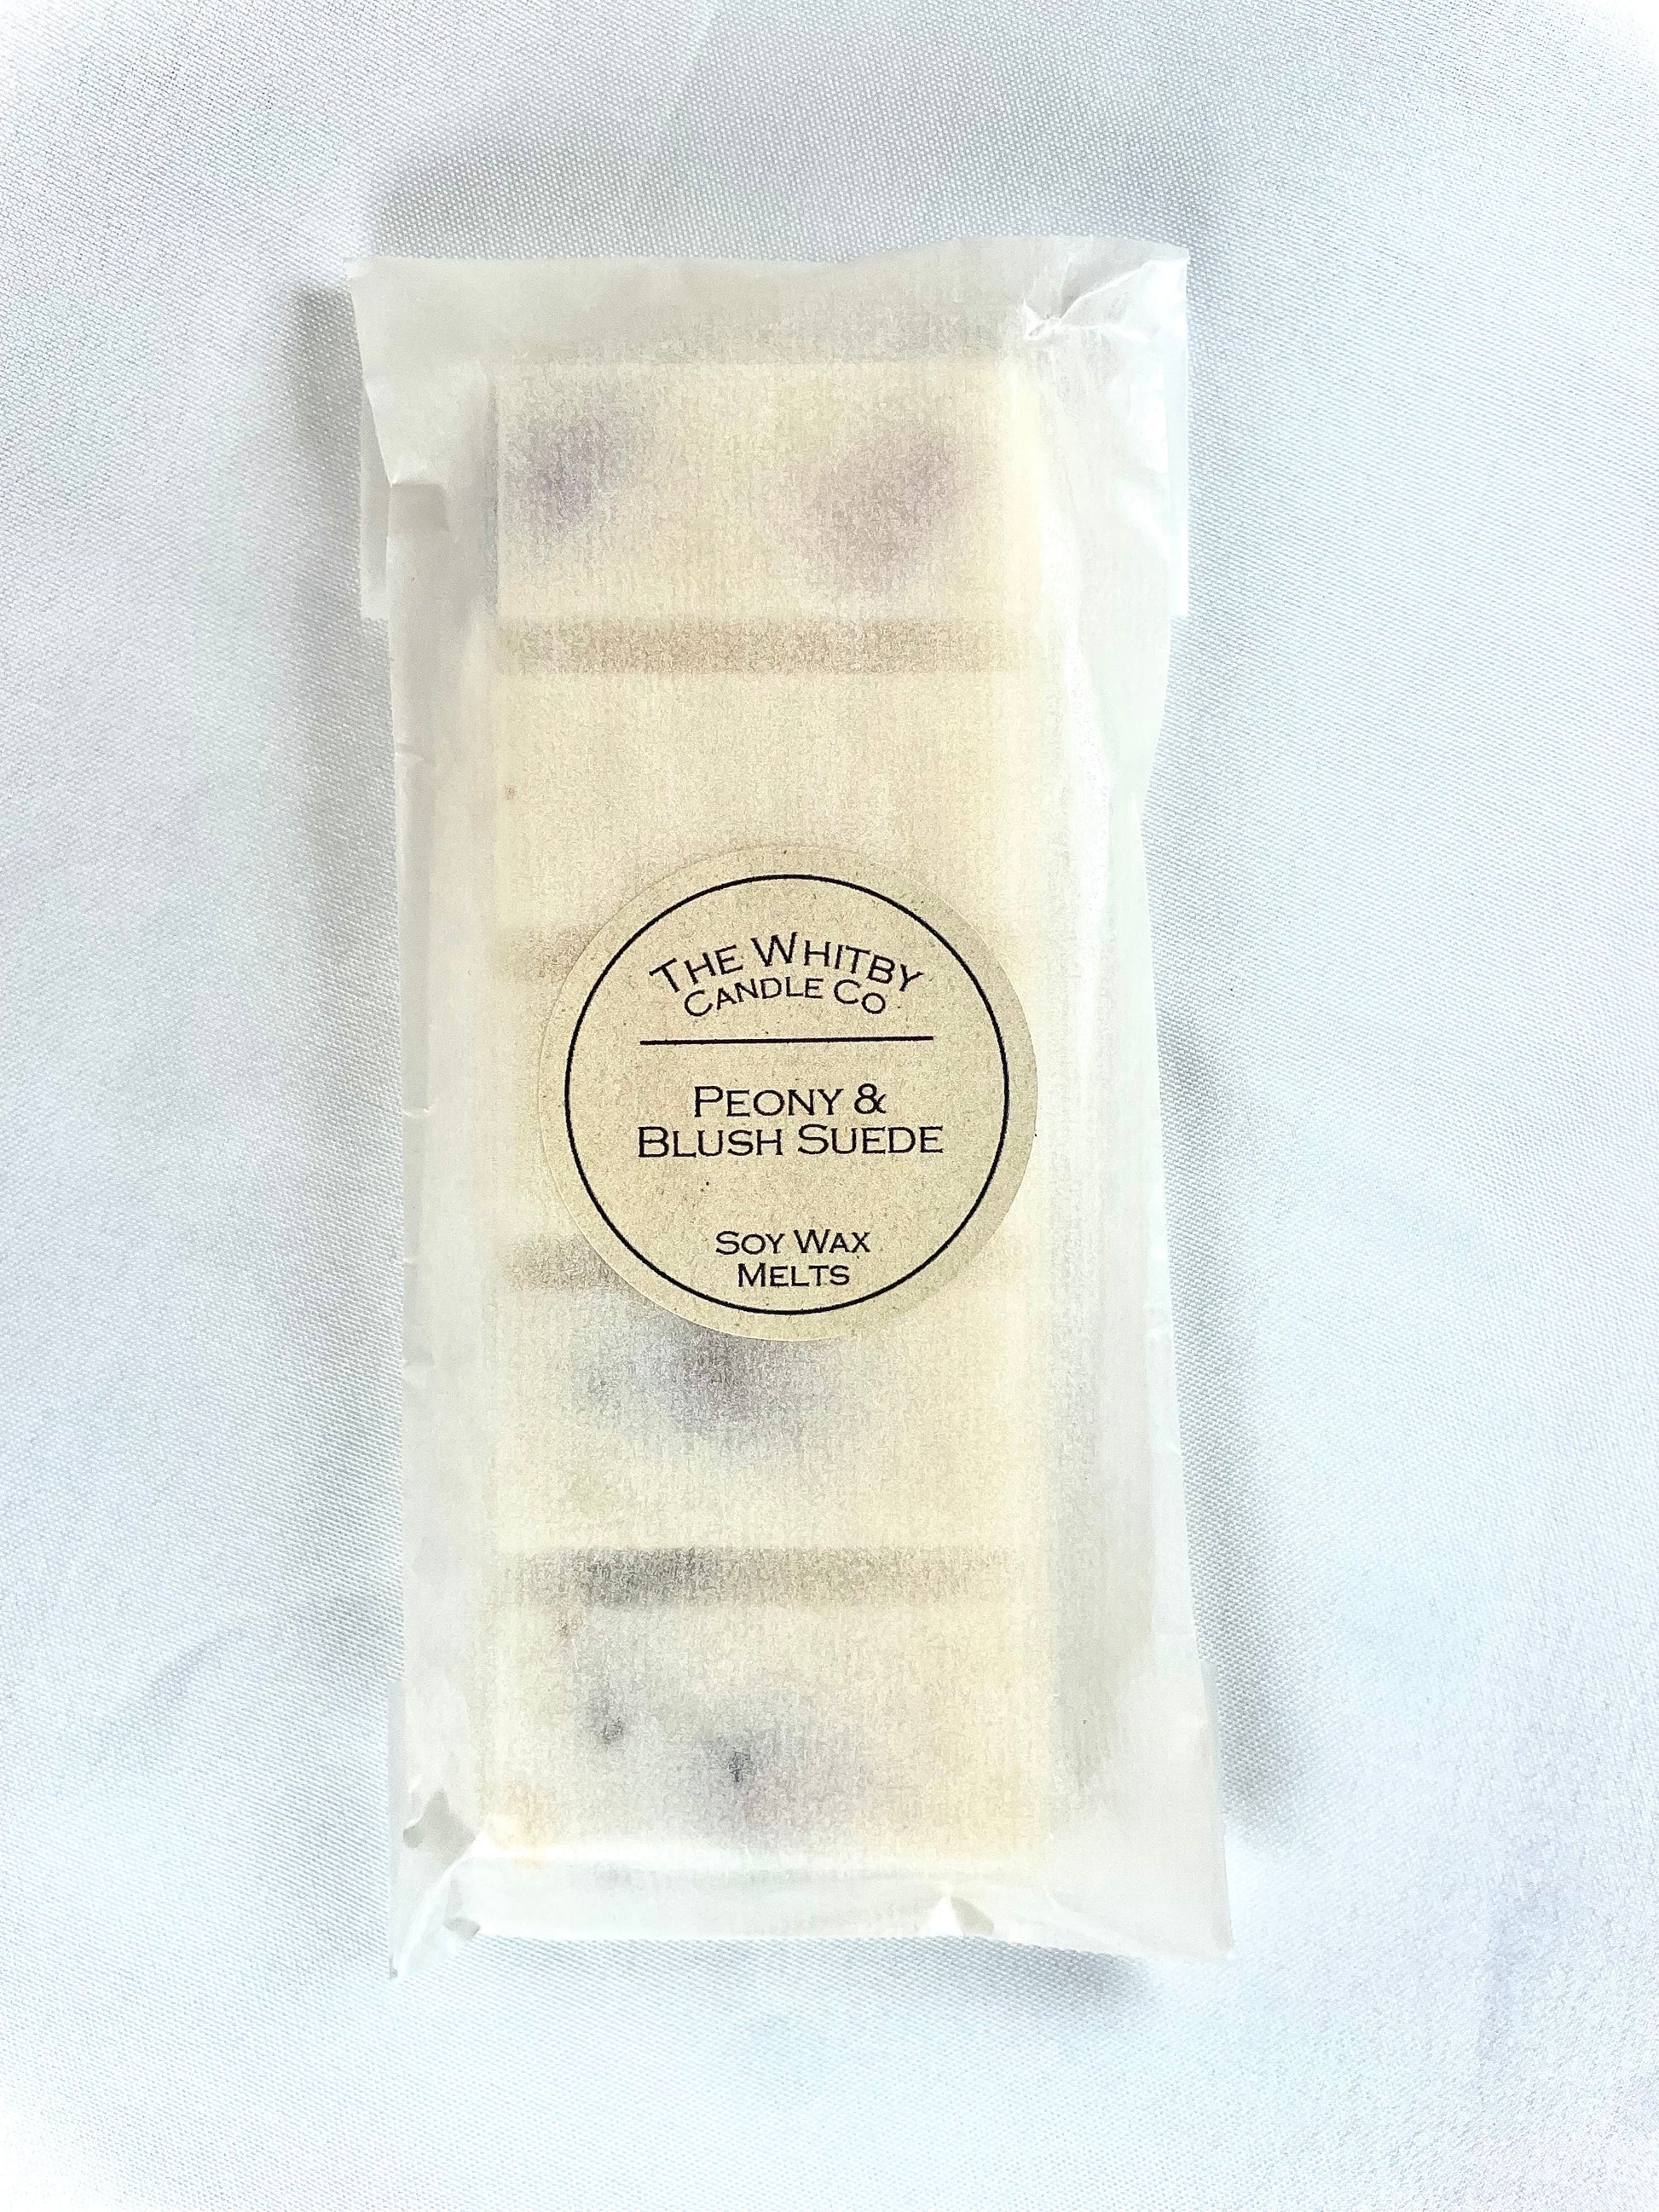 The Whitby
Candle Co
Peony &
Blush Suede
Soy Wax
Melts